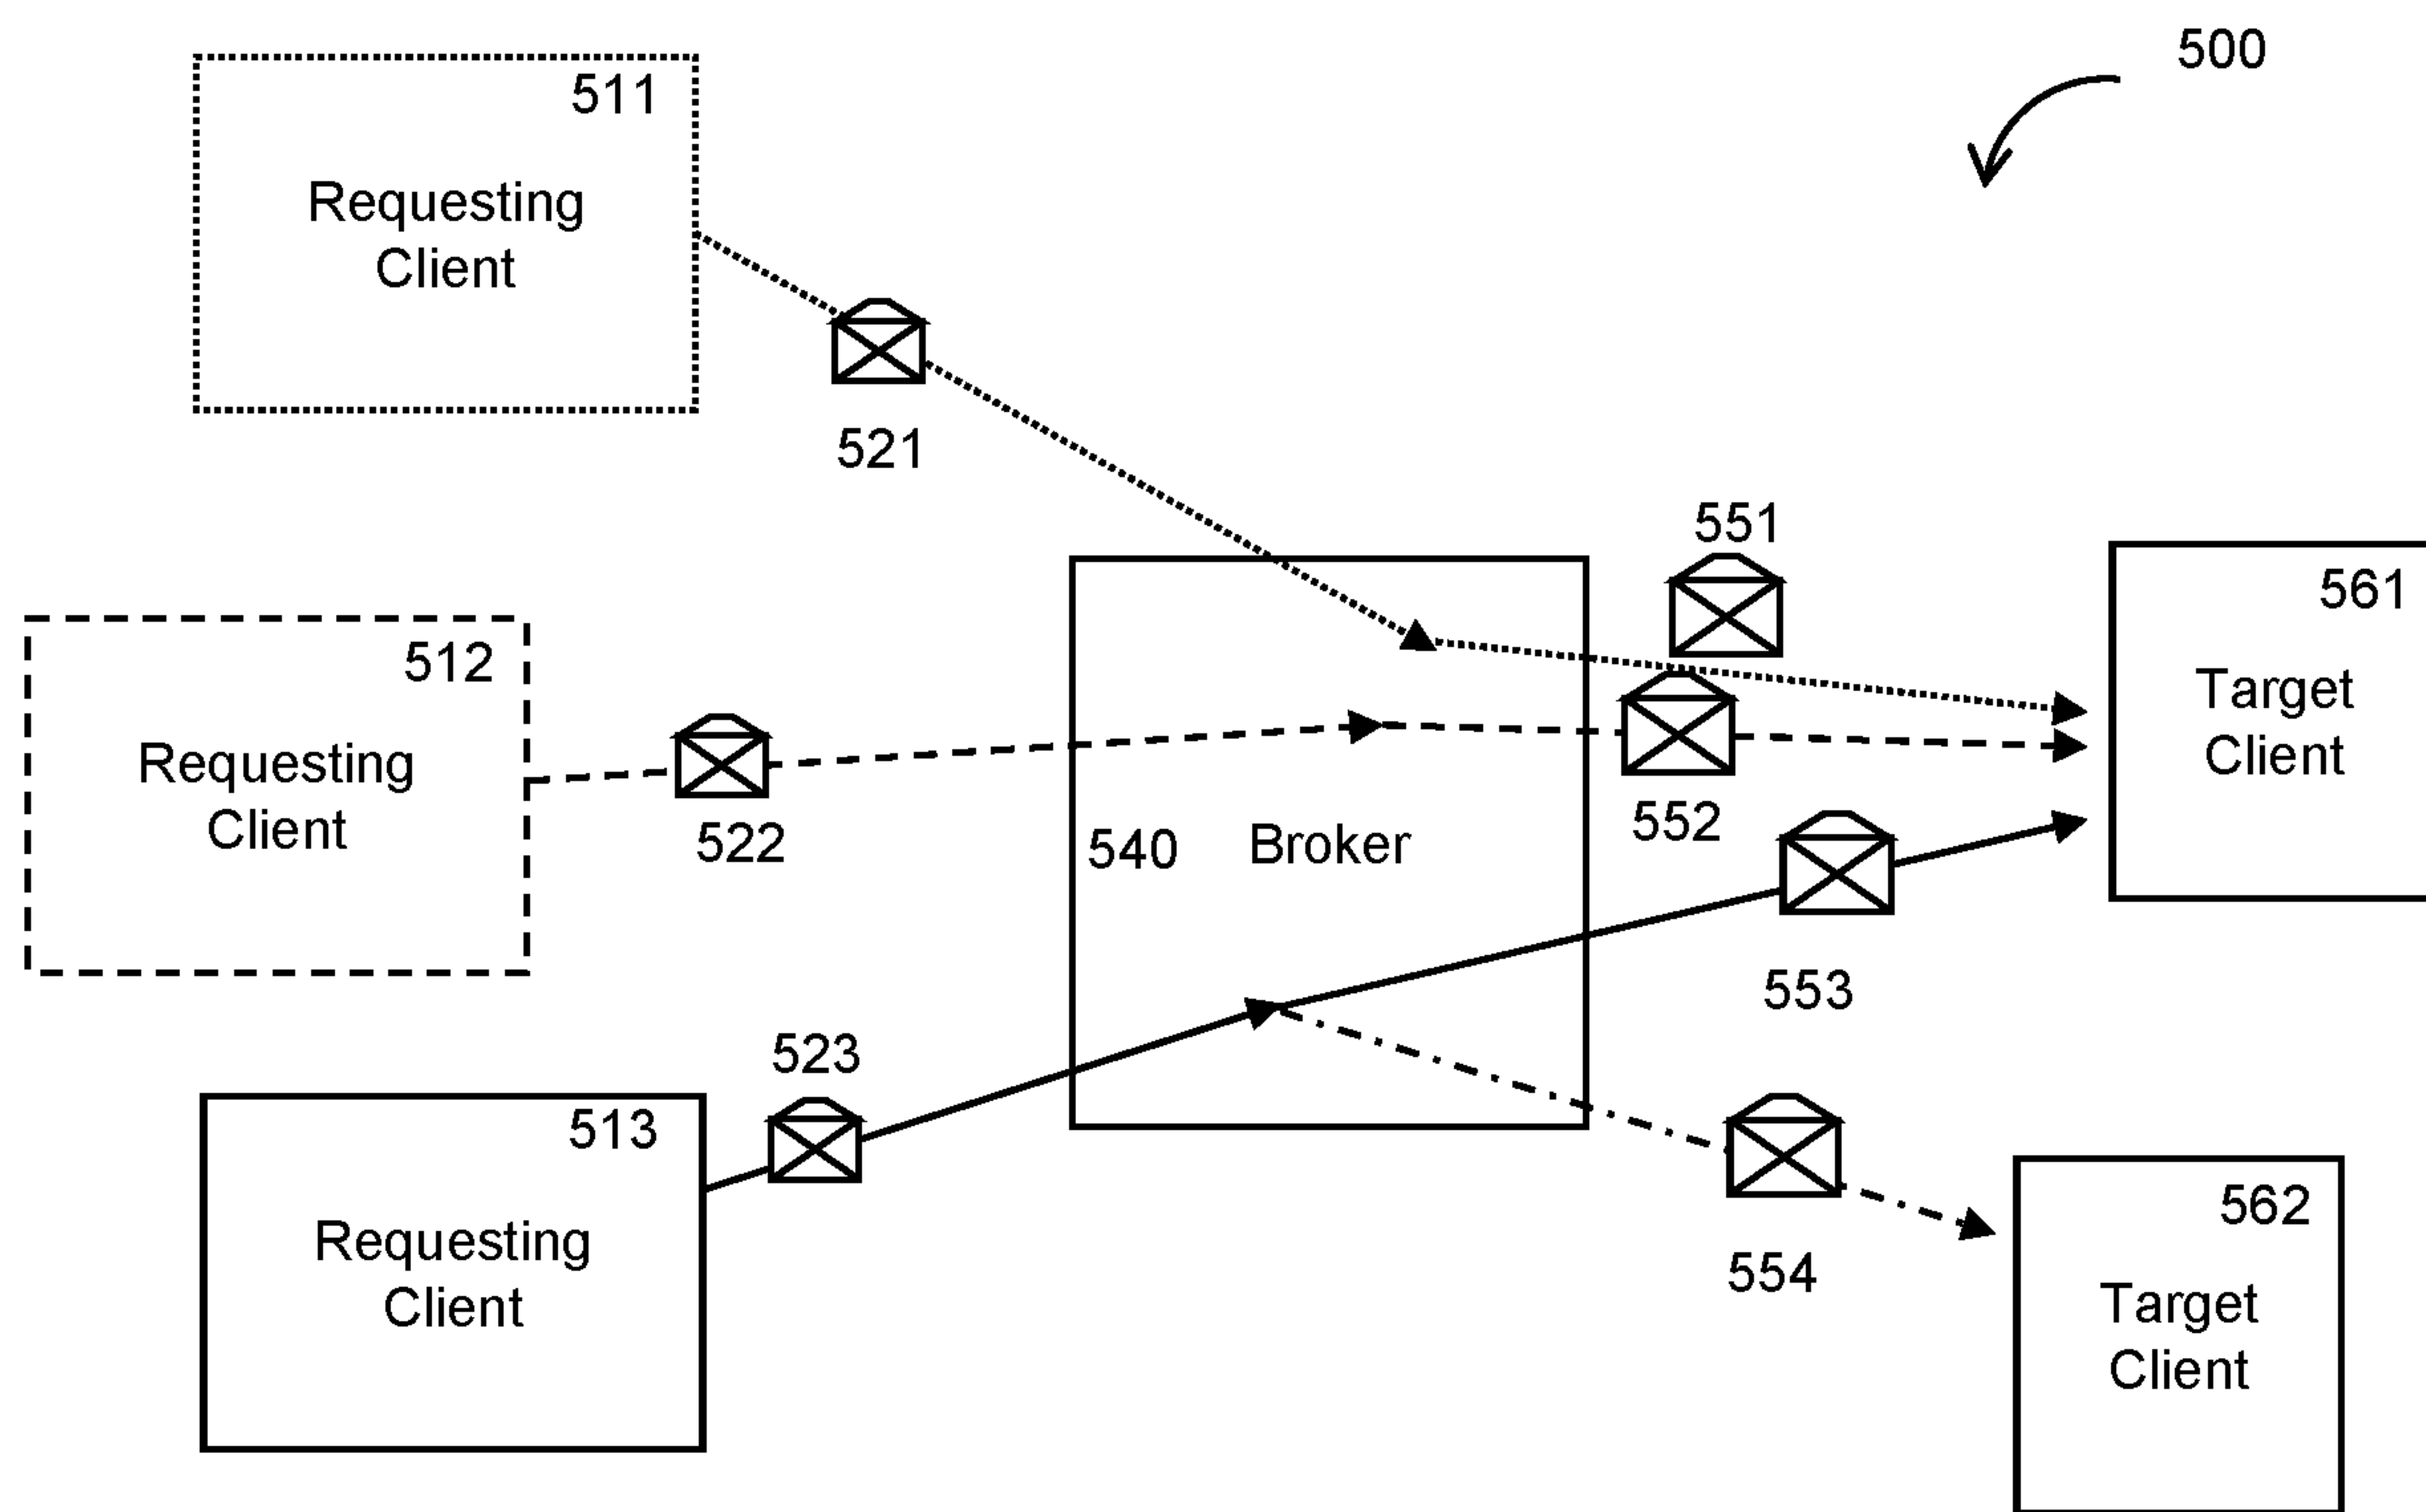 500
511
Requesting
Client
521
551
561
Target
Client
512
Requesting
Client
522
540
Broker
552
553
523
513
Requesting
Client
554
562
Target
Client